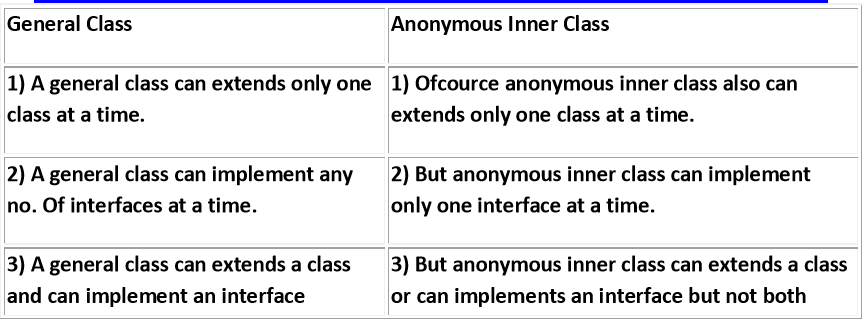 General Class
Anonymous Inner Class
1) A general class can extends only one
class at a time.
1) Ofcource anonymous inner class also can
extends only one class at a time.
2) A general class can implement any
no. Of interfaces at a time.
2) But anonymous inner class can implement
only one interface at a time.
3) A general class can extends a class
and can implement an interface
3) But anonymous inner class can extends a class
or can implements an interface but not both